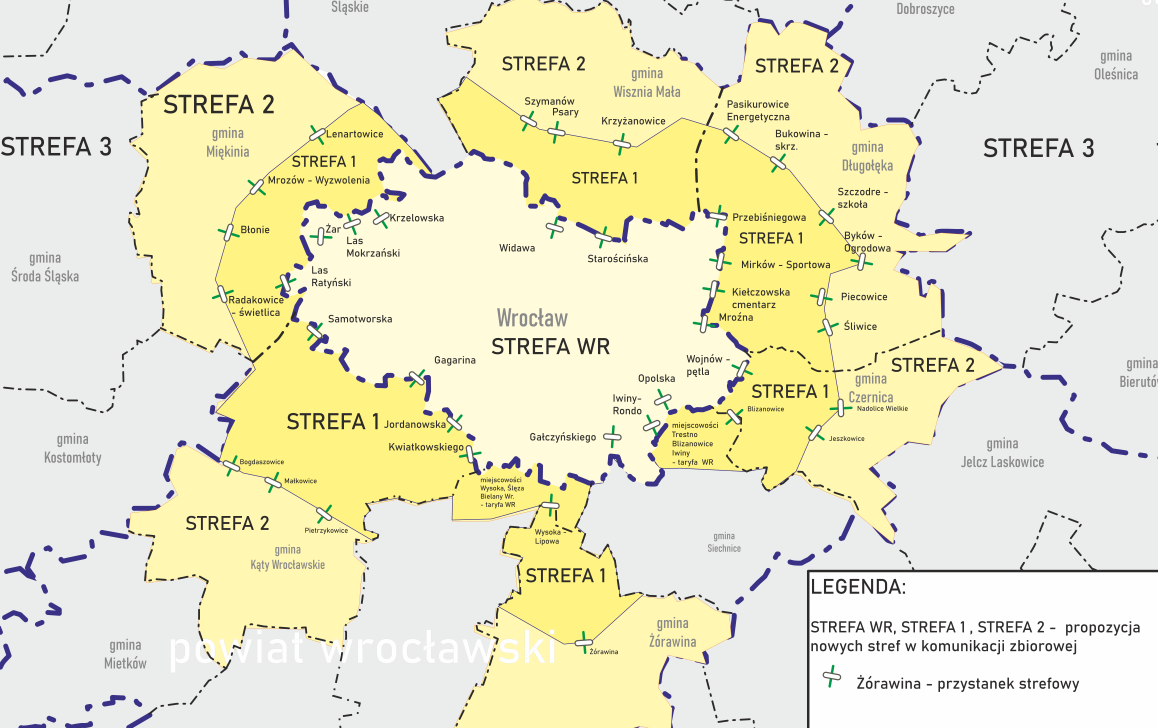 Śląskie
Dobroszyce
STREFA 2
gmina
Wisznia Mała
STREFA 2
gmina
Oleśnica
STREFA 2
gmina
Miękinia
Lenartowice
STREFA 1
Mrozów - Wyzwolenia
STREFA 3
Szymanów
Psary
Krzyżanowice
STREFA 1
Pasikurowice
Energetyczna
Bukowina -
skrz.
gmina
Długołęka
STREFA 3
Szczodre -
szkoła
Byków -
Ogrodowa
Przebiśniegowa
STREFA 1
Mirków - Sportowa
Kiełczowska
cmentarz
Mroźna
Piecowice
Śliwice
Błonie
Żar
Las
Mokrzański
Krzelowska
Widawa
Starościńska
Las
Ratyński
Radakowice
- świetlica
gmina
Środa Śląska
Samotworska
Wrocław
STREFA WR
Gagarina
Wojnów -
pętla
Opolska
Iwiny-
Rondo
Gałczyńskiego
STREFA 1
Blizanowice
gmina
Czernica
STREFA 2
Nadolice Wielkie
Jeszkowice
gmina
Bierutów
miejscowości
Trestno
Blizanowice
Iwiny
- taryfa WR
STREFA 1
Jordanowska
Kwiatkowskiego
gmina
Kostomłoty
gmina
Jelcz Laskowice
Bogdaszowice
Małkowice
Pietrzykowice
miejscowości
Wysoka, Ślęza
Bielany Wr.
- taryfa WR
STREFA 2
gmina
Kąty Wrocławskie
Wysoka -
Lipowa
STREFA 1
gmina
Siechnice
gmina
Żórawina
Żórawina
gmina
Mietków
powiat wrocławski
LEGENDA:
STREFA WR, STREFA 1 , STREFA 2 - propozycja
nowych stref w komunikacji zbiorowej
Żórawina - przystanek strefowy